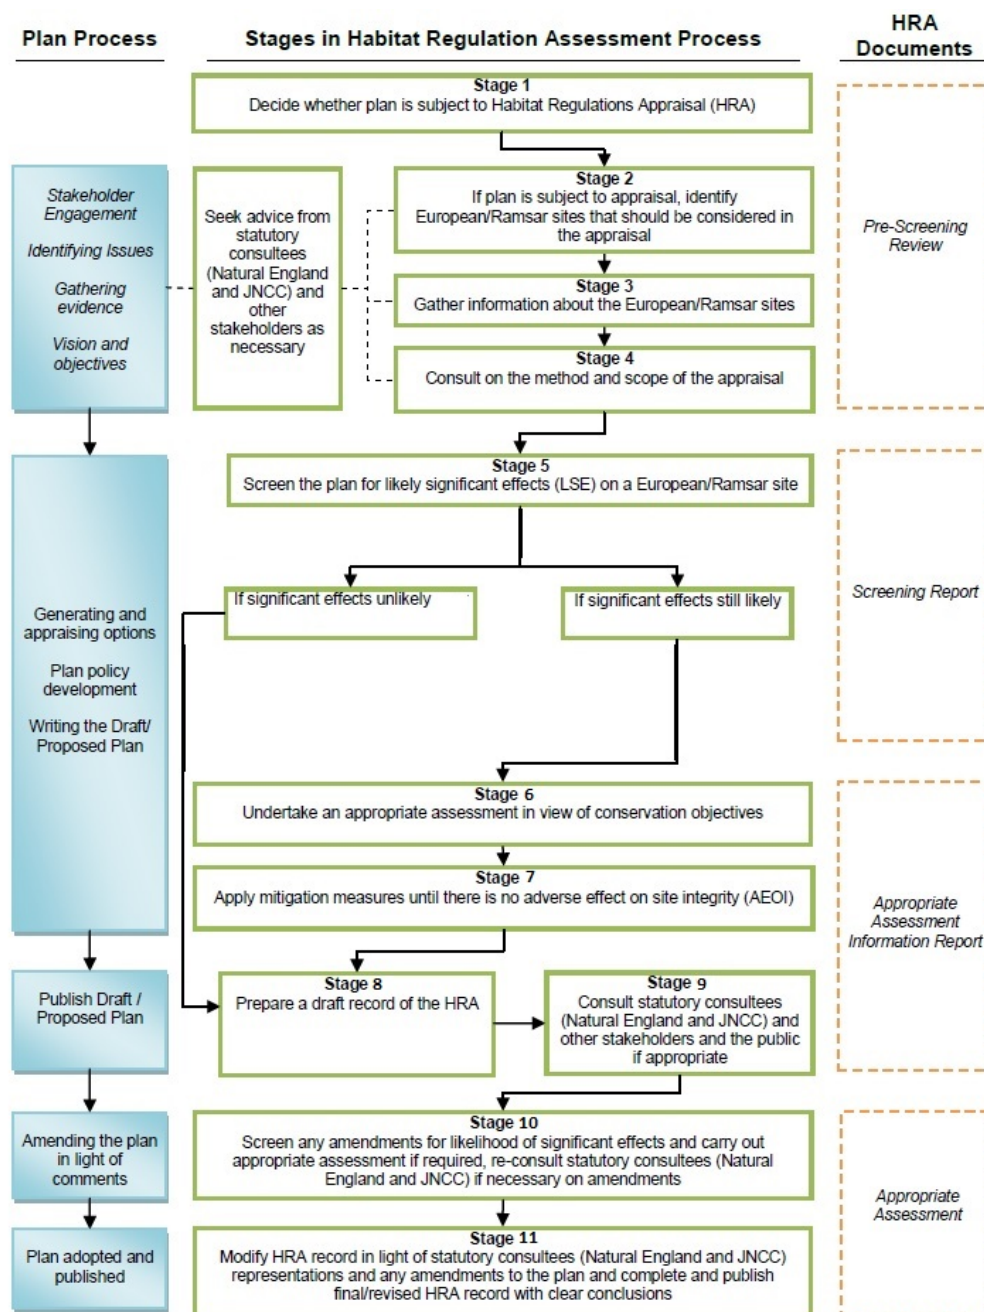 Plan Process
Stages in Habitat Regulation Assessment Process
HRA
Documents
Stage 1
Decide whether plan is subject to Habitat Regulations Appraisal (HRA)
Stakeholder
Engagement
Identifying Issues
Gathering
evidence
Vision and
objectives
Seek advice from
statutory
consultees
(Natural England
and JNCC) and
other
stakeholders as
necessary
Stage 2
If plan is subject to appraisal, identify
European/Ramsar sites that should be considered in
the appraisal
Stage 3
Gather information about the European/Ramsar sites
Stage 4
Consult on the method and scope of the appraisal
Pre-Screening
Review
Stage 5
Screen the plan for likely significant effects (LSE) on a European/Ramsar site
If significant effects unlikely
If significant effects still likely
Generating and
appraising options
Plan policy
development
Writing the Draft/
Proposed Plan
Screening Report
Stage 6
Undertake an appropriate assessment in view of conservation objectives
Stage 7
Apply mitigation measures until there is no adverse effect on site integrity (AEOI)
Appropriate
Assessment
Information Report
Publish Draft /
Proposed Plan
Stage 8
Prepare a draft record of the HRA
Stage 9
Consult statutory consultees
(Natural England and JNCC) and
other stakeholders and the public
if appropriate
Amending the plan
in light of
comments
Stage 10
Screen any amendments for likelihood of significant effects and carry out
appropriate assessment if required, re-consult statutory consultees (Natural
England and JNCC) if necessary on amendments
Appropriate
Assessment
Plan adopted and
published
Stage 11
Modify HRA record in light of statutory consultees (Natural England and JNCC)
representations and any amendments to the plan and complete and publish
final/revised HRA record with clear conclusions